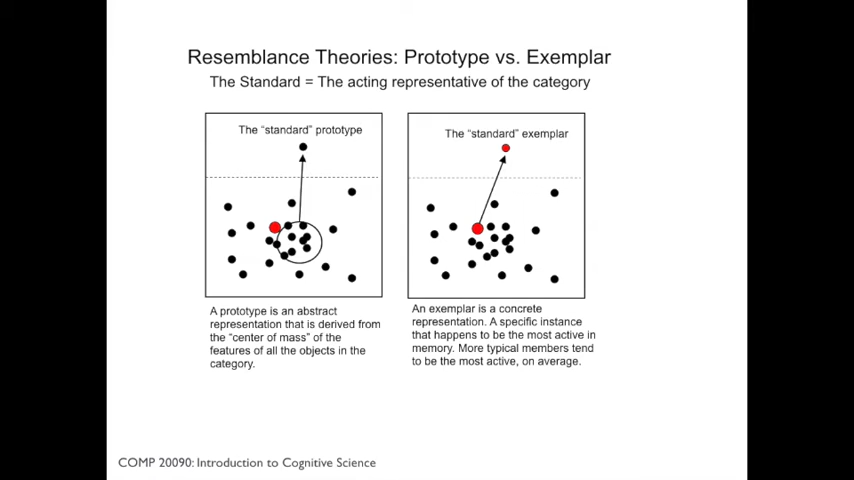 Resemblance Theories: Prototype vs. Exemplar
The Standard = The acting representative of the category
The “standard” prototype
A prototype is an abstract
representation that is derived from
the “center of mass” of the
features of all the objects in the
category.
The “standard” exemplar
An exemplar is a concrete
representation. A specific instance
that happens to be the most active in
memory. More typical members tend
to be the most active, on average.
COMP 20090: Introduction to Cognitive Science